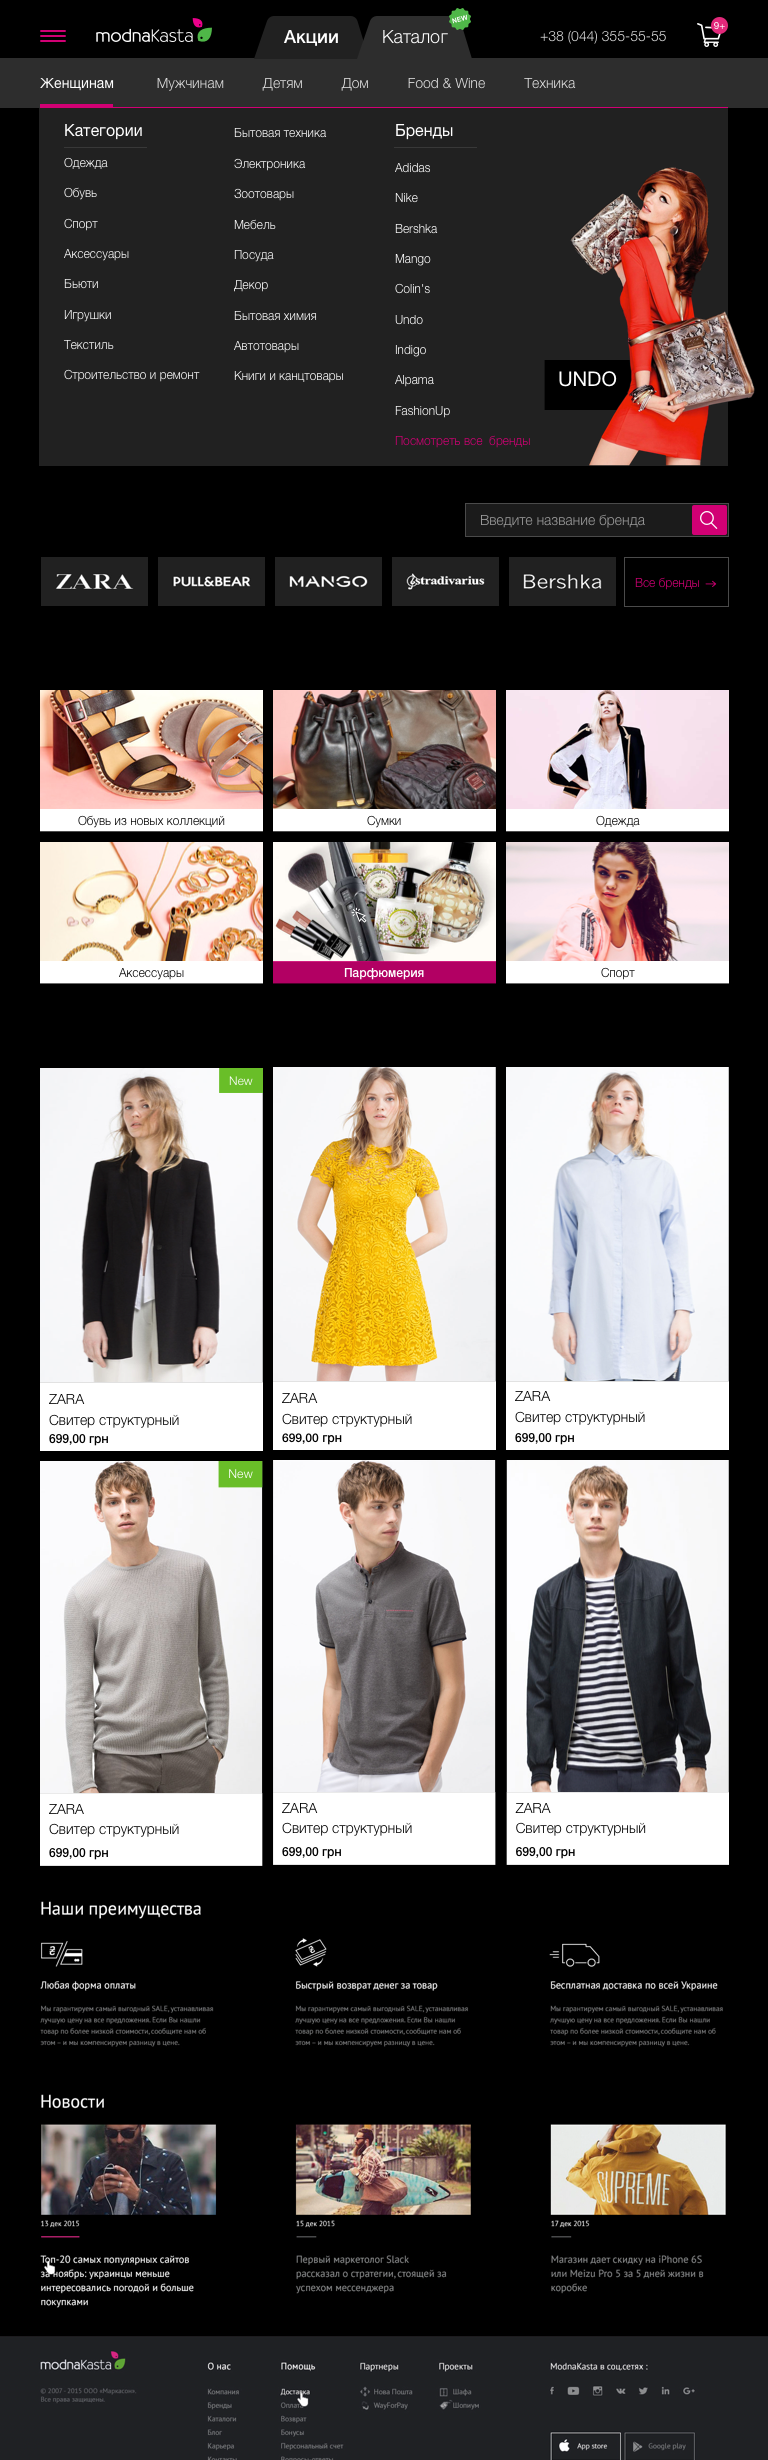 modnaKasta
Акции
Каталог
NEW
+38 (044) 355-55-55
9+
Женщинам
Мужчинам
Детям
Дом
Food & Wine
Техника
Категории
Одежда
Обувь
Спорт
Аксессуары
Бьюти
Игрушки
Текстиль
Строительство и ремонт
Бытовая техника
Электроника
Зоотовары
Мебель
Посуда
Декор
Бытовая химия
Автотовары
Книги и канцтовары
Бренды
Adidas
Nike
Bershka
Mango
Colin's
Undo
Indigo
Alpama
FashionUp
Посмотреть все бренды
UNDO
Введите название бренда
ZARA
PULL&BEAR
MANGO
stradivarius
Bershka
Все бренды →
Обувь из новых коллекций
Сумки
Одежда
Аксессуары
Парфюмерия
Спорт
New
ZARA
Свитер структурный
699,00 грн
ZARA
Свитер структурный
699,00 грн
ZARA
Свитер структурный
699,00 грн
New
ZARA
Свитер структурный
699,00 грн
ZARA
Свитер структурный
699,00 грн
ZARA
Свитер структурный
699,00 грн
Наши преимущества
Любая форма оплаты
Мы гарантируем самый выгодный SALE, устанавливая
лучшую цену на все предложения. Если Вы нашли
товар по более низкой стоимости, сообщите нам об
этом – и мы компенсируем разницу в цене.
Быстрый возврат денег за товар
Мы гарантируем самый выгодный SALE, устанавливая
лучшую цену на все предложения. Если Вы нашли
товар по более низкой стоимости, сообщите нам об
этом – и мы компенсируем разницу в цене.
Бесплатная доставка по всей Украине
Мы гарантируем самый выгодный SALE, устанавливая
лучшую цену на все предложения. Если Вы нашли
товар по более низкой стоимости, сообщите нам об
этом – и мы компенсируем разницу в цене.
Новости
13 дек 2015
Топ-20 самых популярных сайтов
за ноябрь: украинцы меньше
интересовались погодой и больше
покупками
15 дек 2015
Первый маркетолог Slack
рассказал о стратегии, стоящей за
успехом мессенджера
SUPREME
17 дек 2015
Магазин дает скидку на iPhone 6S
или Meizu Pro 5 за 5 дней жизни в
коробке
modnaKasta
© 2007 - 2015 ООО «Маркасон».
Все права защищены.
О нас
Компания
Бренды
Каталоги
Блог
Карьера
Контакты
Помощь
Доставка
Оплата
Возврат
Бонусы
Персональный счет
Вопросы-ответы
Партнеры
Нова Пошта
WayForPay
Проекты
Шафа
Шопиум
ModnaKasta в соц.сетях :
App store
Google play